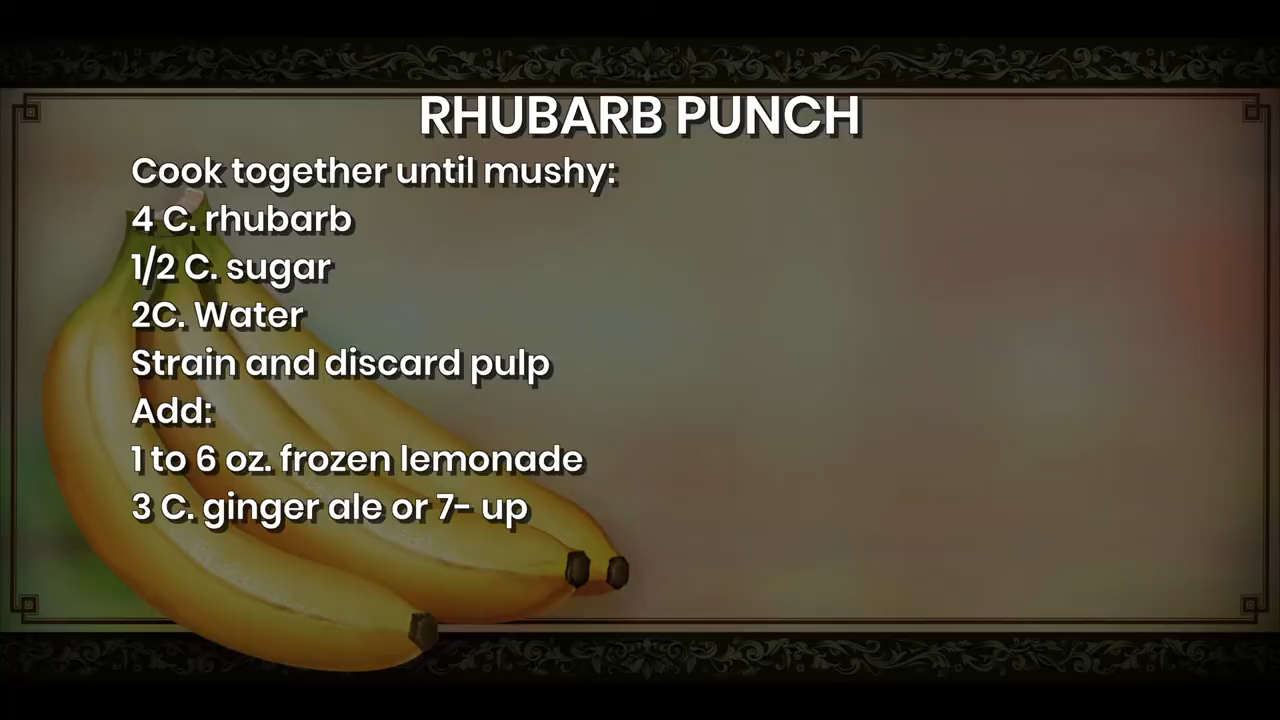 RHUBARB PUNCH
Cook together until mushy:
4 C. rhubarb
1/2 C. sugar
2C. Water
Strain and discard pulp
Add:
1 to 6 oz. frozen lemonade
3 C. ginger ale or 7- up